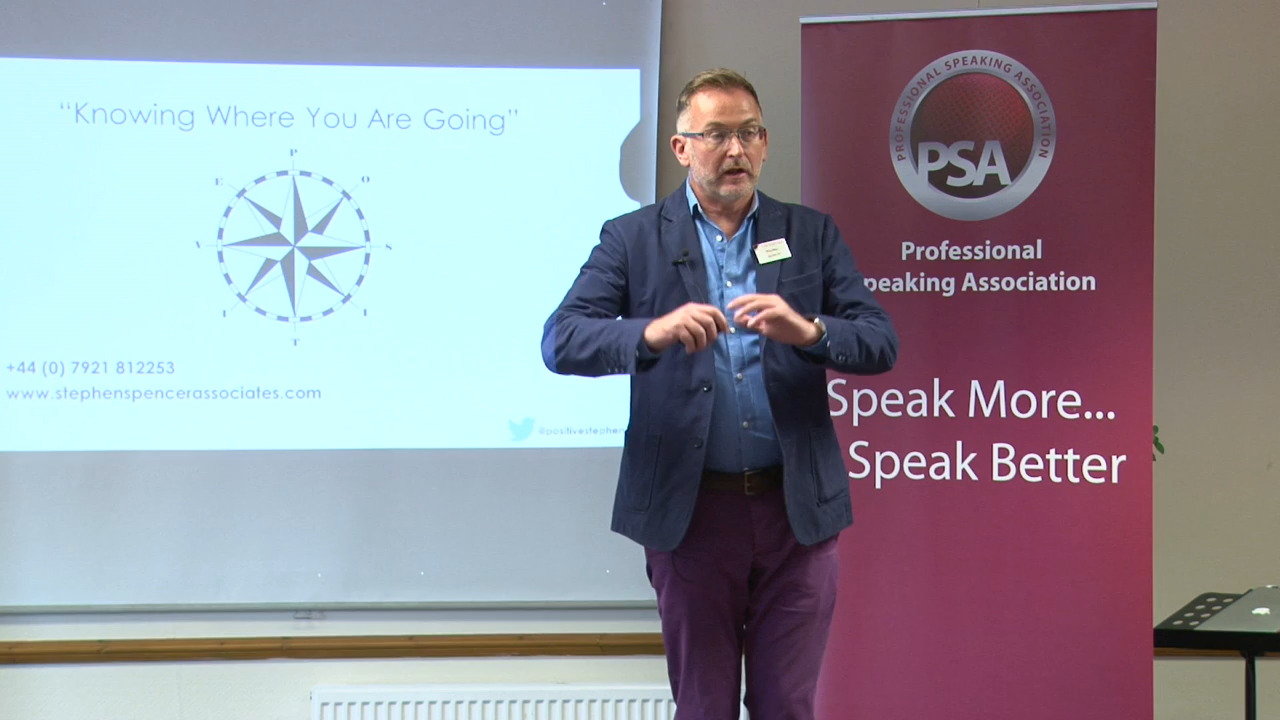 “Knowing Where You Are Going”
P
E O
V S
I I
T
+44 (0) 7921 812253
www.stephenspencerassociates.com
@positivestephen
PROFESSIONAL SPEAKING ASSOCIATION
PSA
Professional
peaking Association
Speak More...
Speak Better